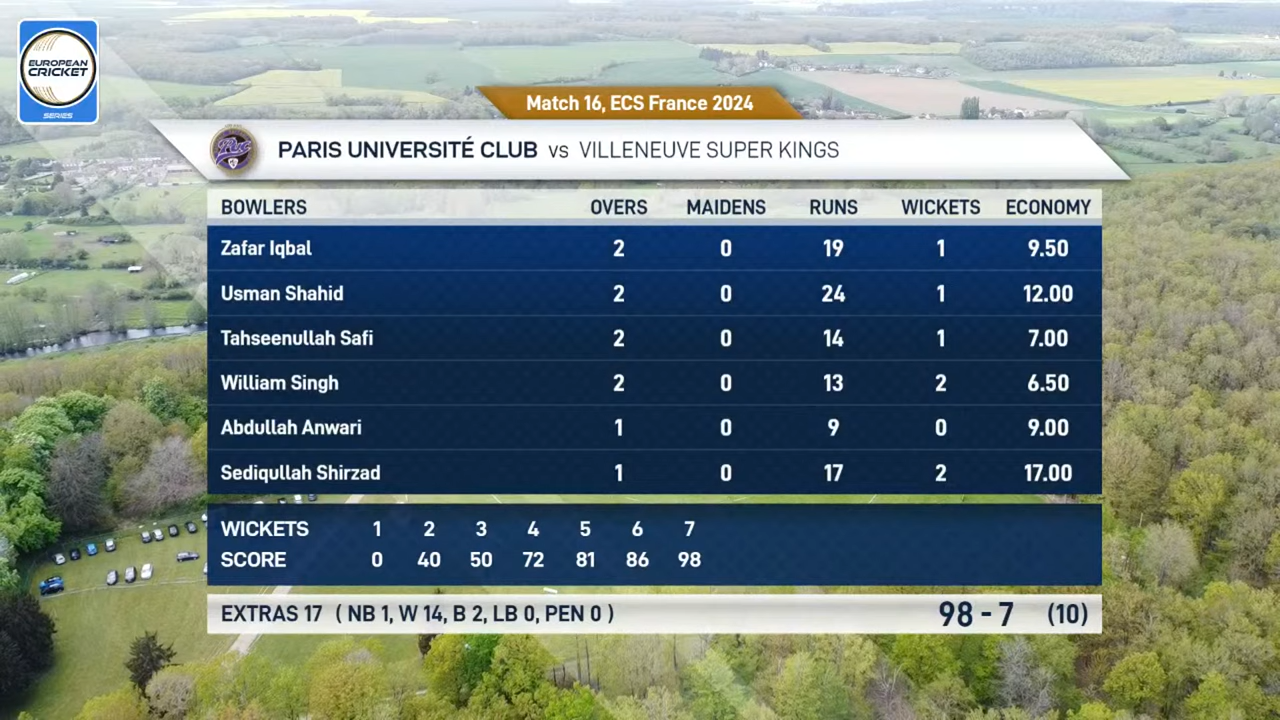 EUROPEAN
CRICKET
SERIES
Match 16, ECS France 2024
PUC
PARIS UNIVERSITÉ CLUB vs VILLENEUVE SUPER KINGS
BOWLERS OVERS MAIDENS RUNS WICKETS ECONOMY
Zafar Iqbal 2 0 19 1 9.50
Usman Shahid 2 0 24 1 12.00
Tahseenullah Safi 2 0 14 1 7.00
William Singh 2 0 13 2 6.50
Abdullah Anwari 1 0 9 0 9.00
Sediqullah Shirzad 1 0 17 2 17.00
WICKETS 1 2 3 4 5 6 7
SCORE 0 40 50 72 81 86 98
EXTRAS 17 ( NB 1, W 14, B 2, LB 0, PEN 0 ) 98 - 7 (10)